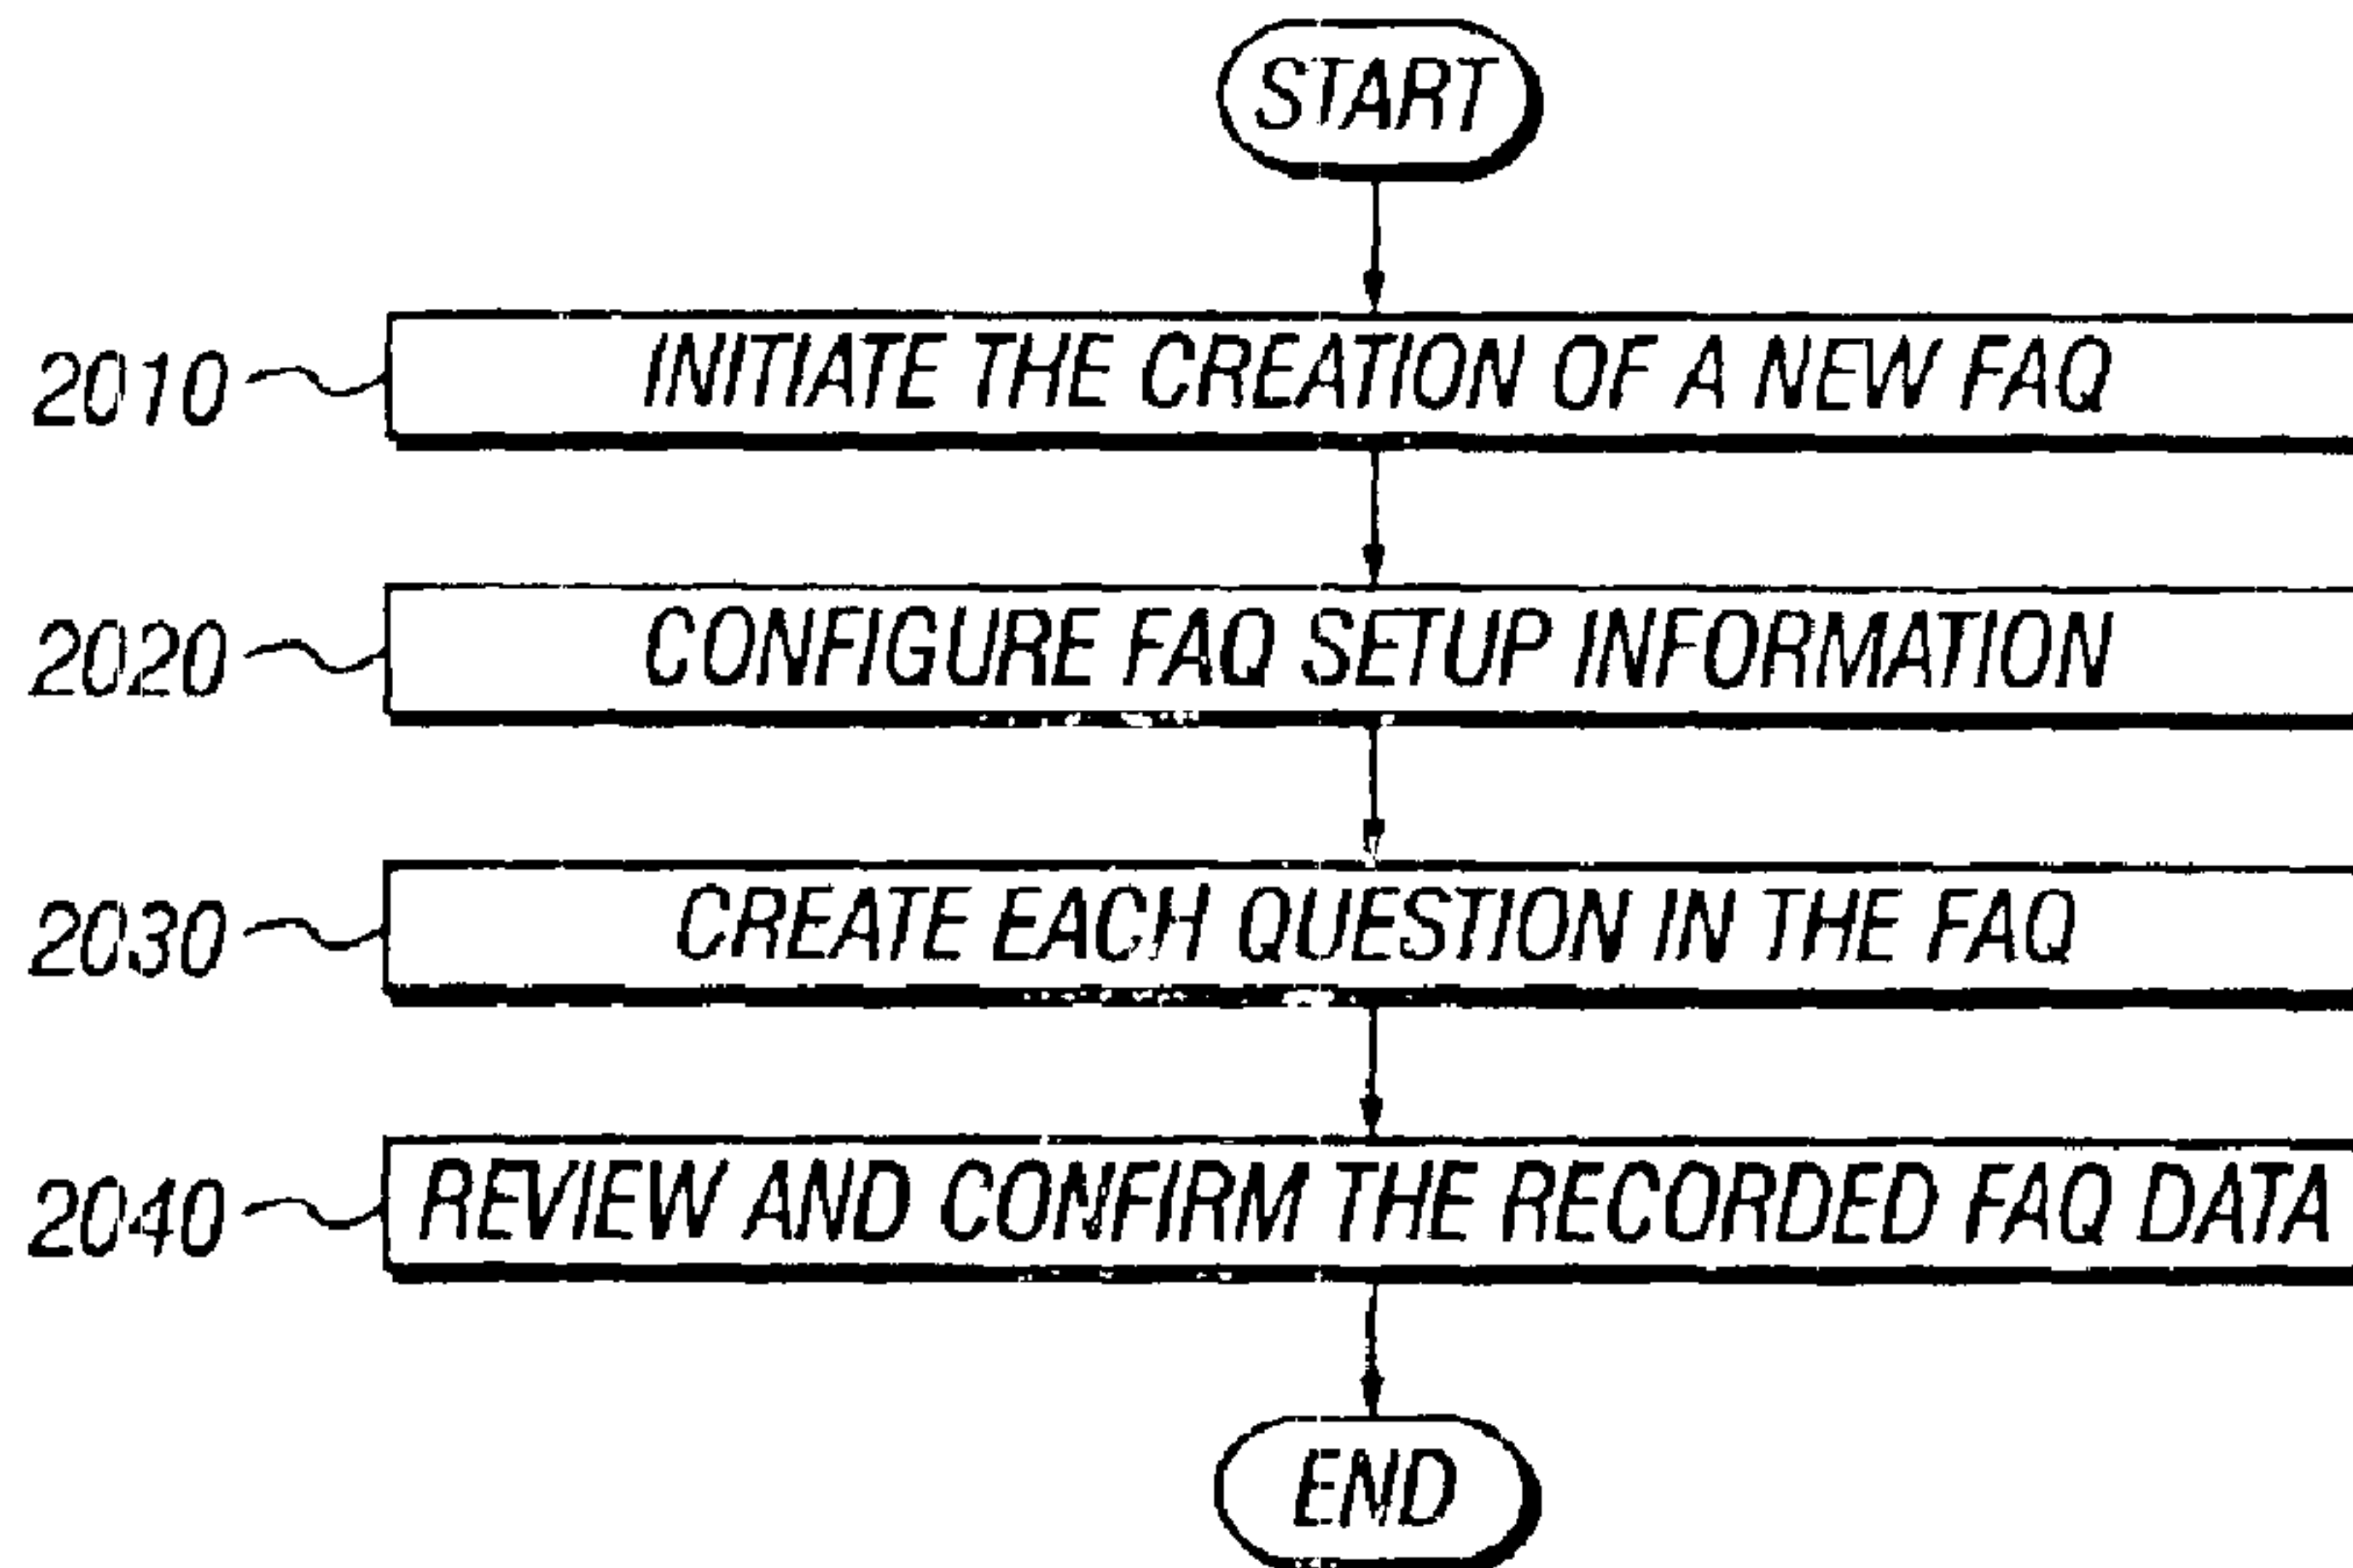 START
2010 INITIATE THE CREATION OF A NEW FAQ
2020 CONFIGURE FAQ SETUP INFORMATION
2030 CREATE EACH QUESTION IN THE FAQ
2040 REVIEW AND CONFIRM THE RECORDED FAQ DATA
END